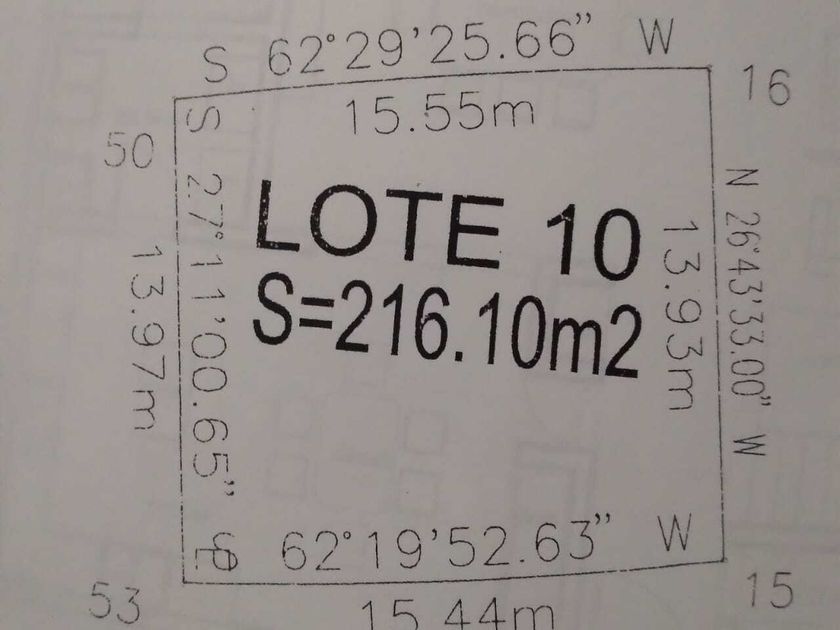 S 62°29'25.66" W
16
15.55m
50
S 27°11'00.65"
13.97m
LOTE 10
S=216.10m2
13.93m
N 26°43'33.00" W
62°19'52.63" W
53
15.44m
15